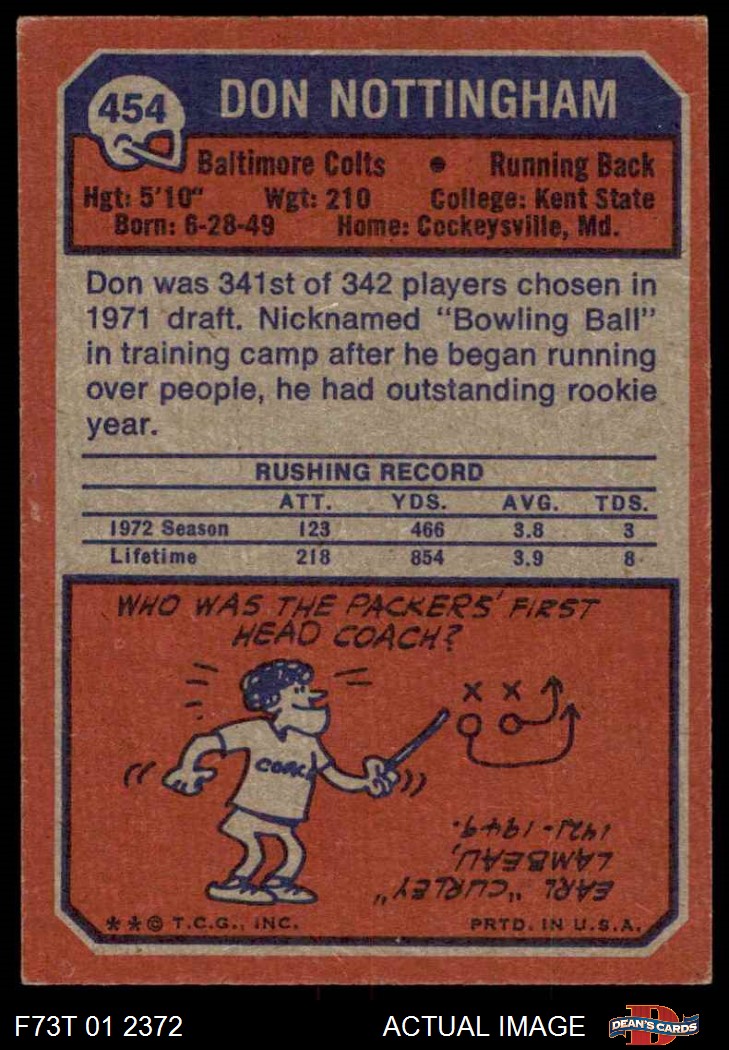 454
DON NOTTINGHAM
Baltimore Colts • Running Back
Hgt: 5'10" Wgt: 210 College: Kent State
Born: 6-28-49 Home: Cockeysville, Md.
Don was 341st of 342 players chosen in
1971 draft. Nicknamed "Bowling Ball"
in training camp after he began running
over people, he had outstanding rookie
year.
RUSHING RECORD
ATT. YDS. AVG. TDS.
1972 Season 123 466 3.8 3
Lifetime 218 854 3.9 8
WHO WAS THE PACKERS' FIRST
HEAD COACH?
X X
COACH
EARL "CURLEY"
LAMBEAU,
1921-1949.
**© T.C.G., INC. PRTD. IN U.S.A.
F73T 01 2372 ACTUAL IMAGE
D
DEAN'S CARDS